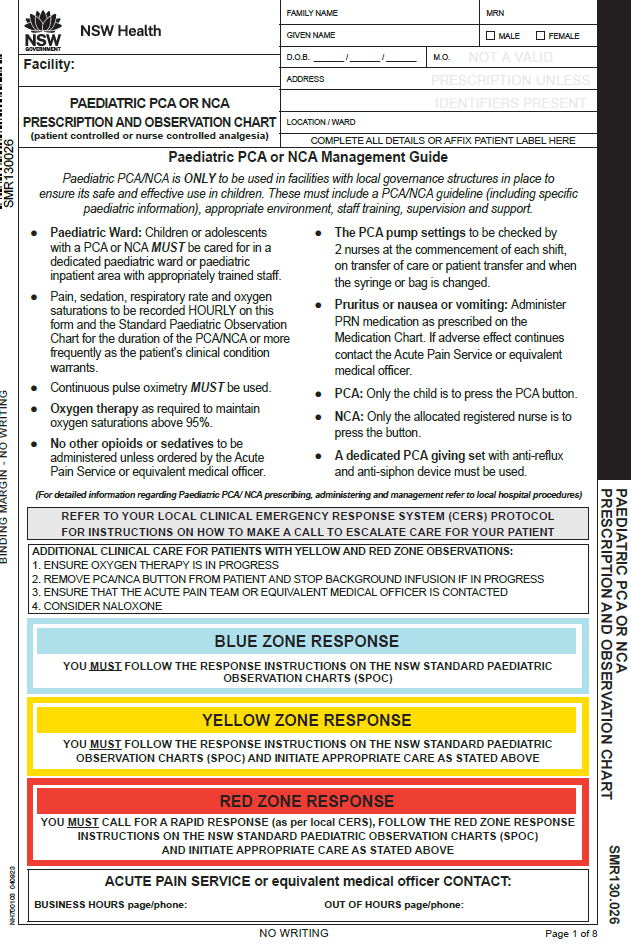 NSW
GOVERNMENT
NSW Health
Facility:
PAEDIATRIC PCA OR NCA
PRESCRIPTION AND OBSERVATION CHART
(patient controlled or nurse controlled analgesia)
FAMILY NAME
MRN
GIVEN NAME
MALE
FEMALE
D.O.B. ______ / ______ / ______
M.O.
NOT A VALID
ADDRESS
PRESCRIPTION UNLESS
IDENTIFIERS PRESENT
LOCATION / WARD
COMPLETE ALL DETAILS OR AFFIX PATIENT LABEL HERE
Paediatric PCA or NCA Management Guide
Paediatric PCA/NCA is ONLY to be used in facilities with local governance structures in place to
ensure its safe and effective use in children. These must include a PCA/NCA guideline (including specific
paediatric information), appropriate environment, staff training, supervision and support.
● Paediatric Ward: Children or adolescents
with a PCA or NCA MUST be cared for in a
dedicated paediatric ward or paediatric
inpatient area with appropriately trained staff.
● Pain, sedation, respiratory rate and oxygen
saturations to be recorded HOURLY on this
form and the Standard Paediatric Observation
Chart for the duration of the PCA/NCA or more
frequently as the patient's clinical condition
warrants.
● Continuous pulse oximetry MUST be used.
● Oxygen therapy as required to maintain
oxygen saturations above 95%.
● No other opioids or sedatives to be
administered unless ordered by the Acute
Pain Service or equivalent medical officer.
● The PCA pump settings to be checked by
2 nurses at the commencement of each shift,
on transfer of care or patient transfer and when
the syringe or bag is changed.
● Pruritus or nausea or vomiting: Administer
PRN medication as prescribed on the
Medication Chart. If adverse effect continues
contact the Acute Pain Service or equivalent
medical officer.
● PCA: Only the child is to press the PCA button.
● NCA: Only the allocated registered nurse is to
press the button.
● A dedicated PCA giving set with anti-reflux
and anti-siphon device must be used.
(For detailed information regarding Paediatric PCA/ NCA prescribing, administering and management refer to local hospital procedures)
REFER TO YOUR LOCAL CLINICAL EMERGENCY RESPONSE SYSTEM (CERS) PROTOCOL
FOR INSTRUCTIONS ON HOW TO MAKE A CALL TO ESCALATE CARE FOR YOUR PATIENT
ADDITIONAL CLINICAL CARE FOR PATIENTS WITH YELLOW AND RED ZONE OBSERVATIONS:
1. ENSURE OXYGEN THERAPY IS IN PROGRESS
2. REMOVE PCA/NCA BUTTON FROM PATIENT AND STOP BACKGROUND INFUSION IF IN PROGRESS
3. ENSURE THAT THE ACUTE PAIN TEAM OR EQUIVALENT MEDICAL OFFICER IS CONTACTED
4. CONSIDER NALOXONE
BLUE ZONE RESPONSE
YOU MUST FOLLOW THE RESPONSE INSTRUCTIONS ON THE NSW STANDARD PAEDIATRIC
OBSERVATION CHARTS (SPOC)
YELLOW ZONE RESPONSE
YOU MUST FOLLOW THE RESPONSE INSTRUCTIONS ON THE NSW STANDARD PAEDIATRIC
OBSERVATION CHARTS (SPOC) AND INITIATE APPROPRIATE CARE AS STATED ABOVE
RED ZONE RESPONSE
YOU MUST CALL FOR A RAPID RESPONSE (as per local CERS), FOLLOW THE RED ZONE RESPONSE
INSTRUCTIONS ON THE NSW STANDARD PAEDIATRIC OBSERVATION CHARTS (SPOC)
AND INITIATE APPROPRIATE CARE AS STATED ABOVE
ACUTE PAIN SERVICE or equivalent medical officer CONTACT:
BUSINESS HOURS page/phone:
OUT OF HOURS page/phone:
NO WRITING
Page 1 of 8
SMR130026
BINDING MARGIN - NO WRITING
NH700103 040923
PAEDIATRIC PCA OR NCA
PRESCRIPTION AND OBSERVATION CHART
SMR130.026